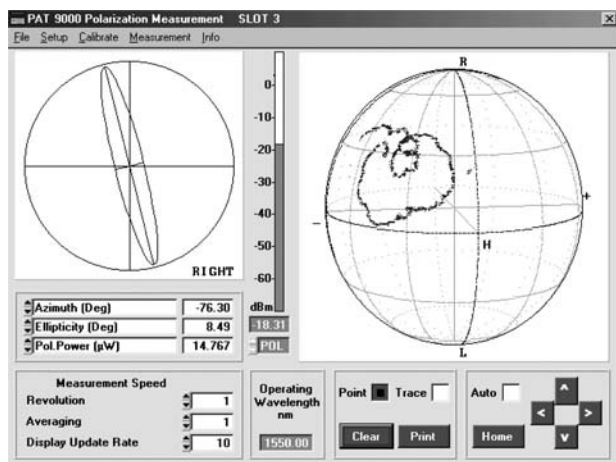 PAT 9000 Polarization Measurement SLOT 3
File Setup Calibrate Measurement Info
R
0-
-10-
-20-
-30-
-40-
-50-
-60-
dBm
-18.31
POL
RIGHT
- +
H
L
Azimuth (Deg) -76.30
Ellipticity (Deg) 8.49
Pol.Power (µW) 14.767
Measurement Speed
Revolution 1
Averaging 1
Display Update Rate 10
Operating
Wavelength
nm
1550.00
Point Trace
Clear Print
Auto
Home